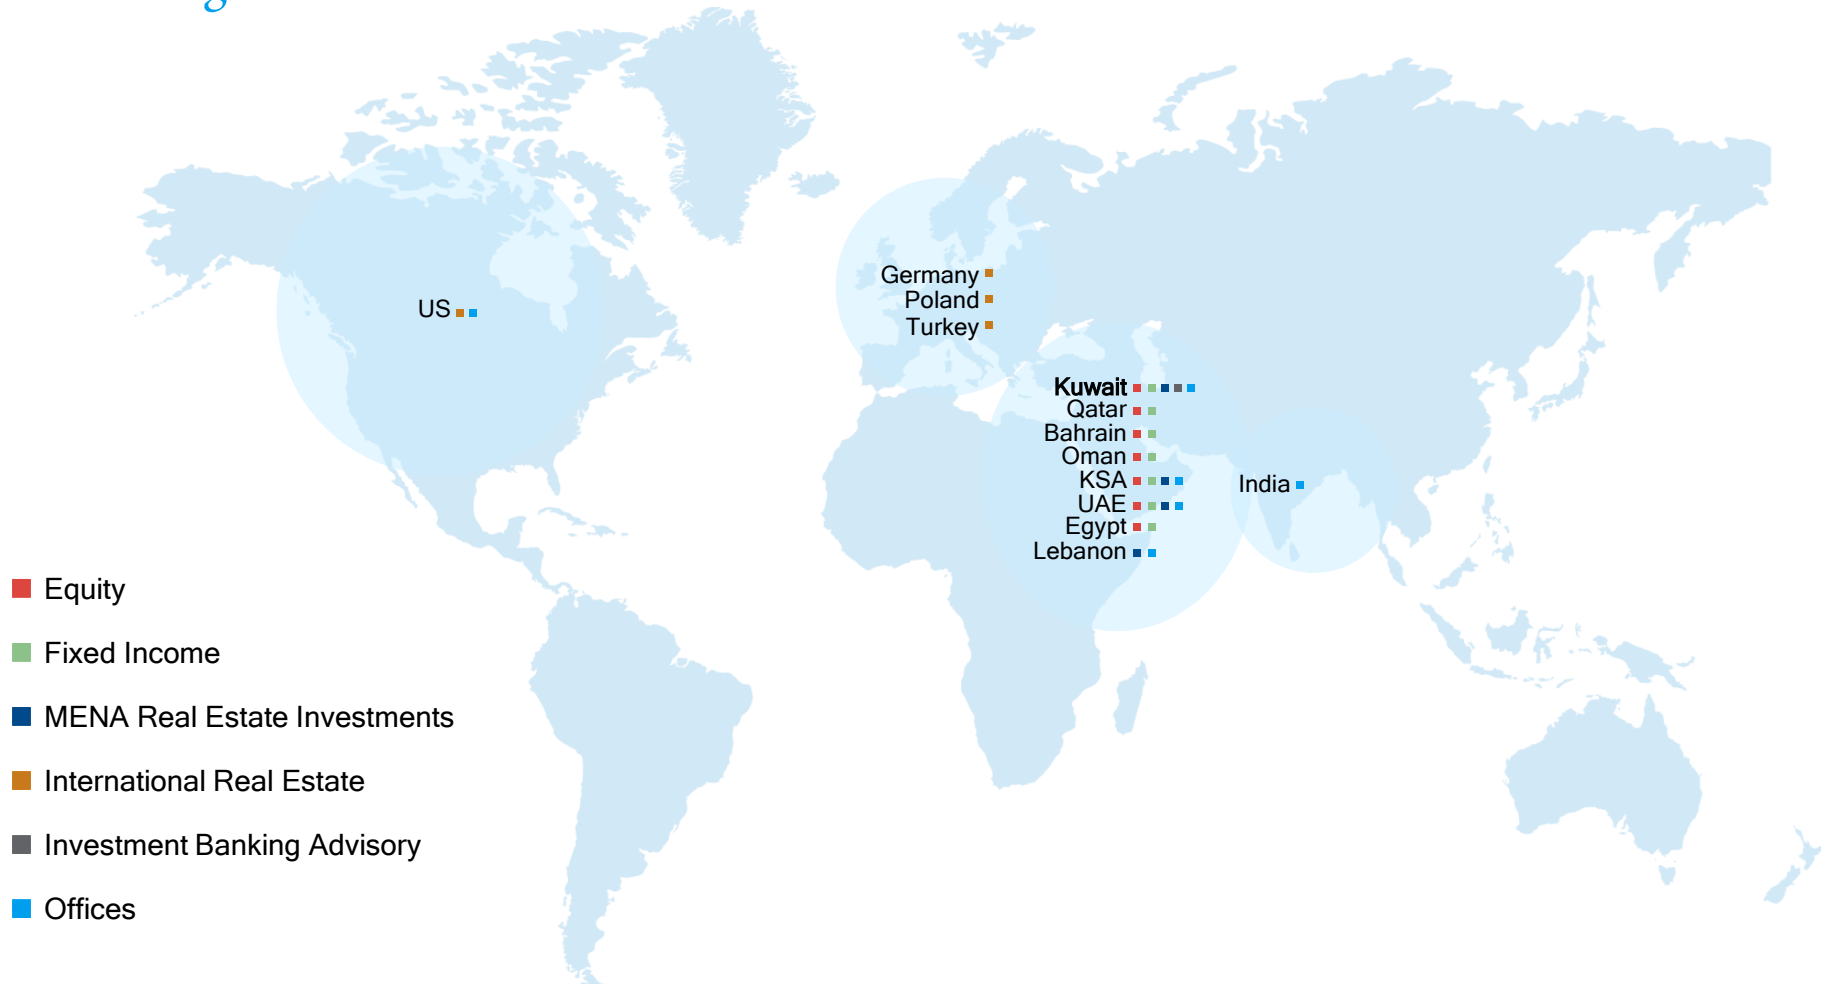 US
Germany
Poland
Turkey
Kuwait
Qatar
Bahrain
Oman
KSA
UAE
Egypt
Lebanon
India
Equity
Fixed Income
MENA Real Estate Investments
International Real Estate
Investment Banking Advisory
Offices